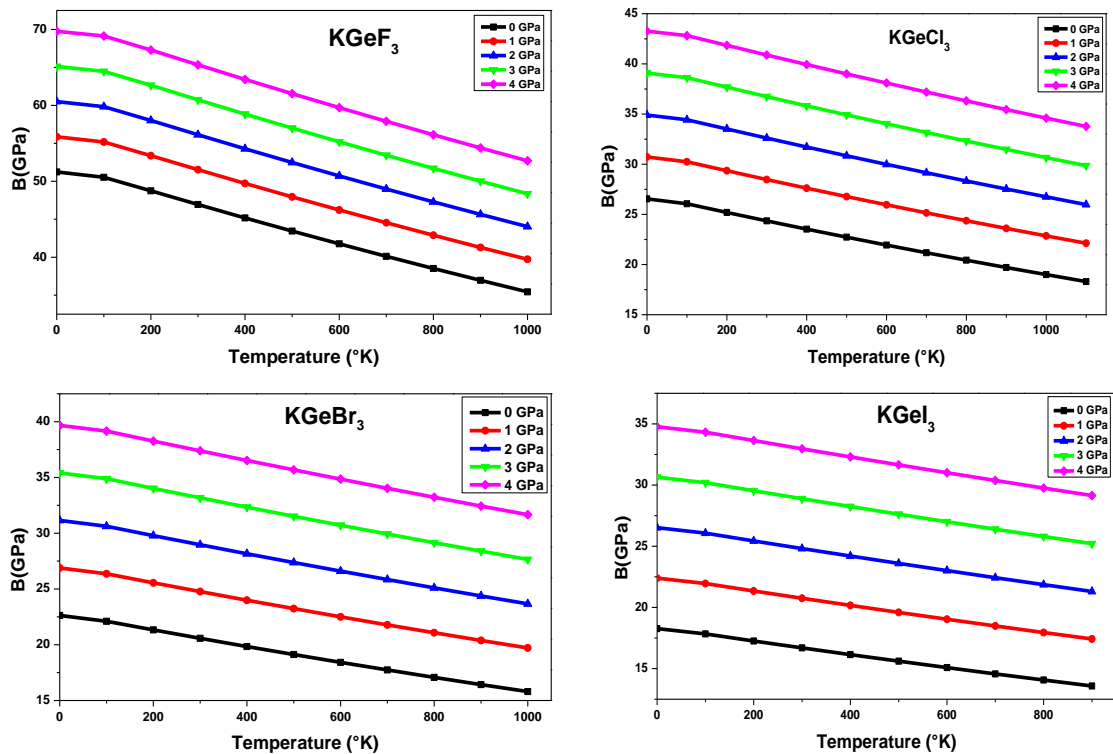 KGeF3
0 GPa
1 GPa
2 GPa
3 GPa
4 GPa
B(GPa)
70
60
50
40
0 200 400 600 800 1000
Temperature (°K)
KGeCl3
0 GPa
1 GPa
2 GPa
3 GPa
4 GPa
B(GPa)
45
40
35
30
25
20
15
0 200 400 600 800 1000
Temperature (°K)
KGeBr3
0 GPa
1 GPa
2 GPa
3 GPa
4 GPa
B(GPa)
40
35
30
25
20
15
0 200 400 600 800 1000
Temperature (°K)
KGeI3
0 GPa
1 GPa
2 GPa
3 GPa
4 GPa
B(GPa)
35
30
25
20
15
0 200 400 600 800
Temperature (°K)